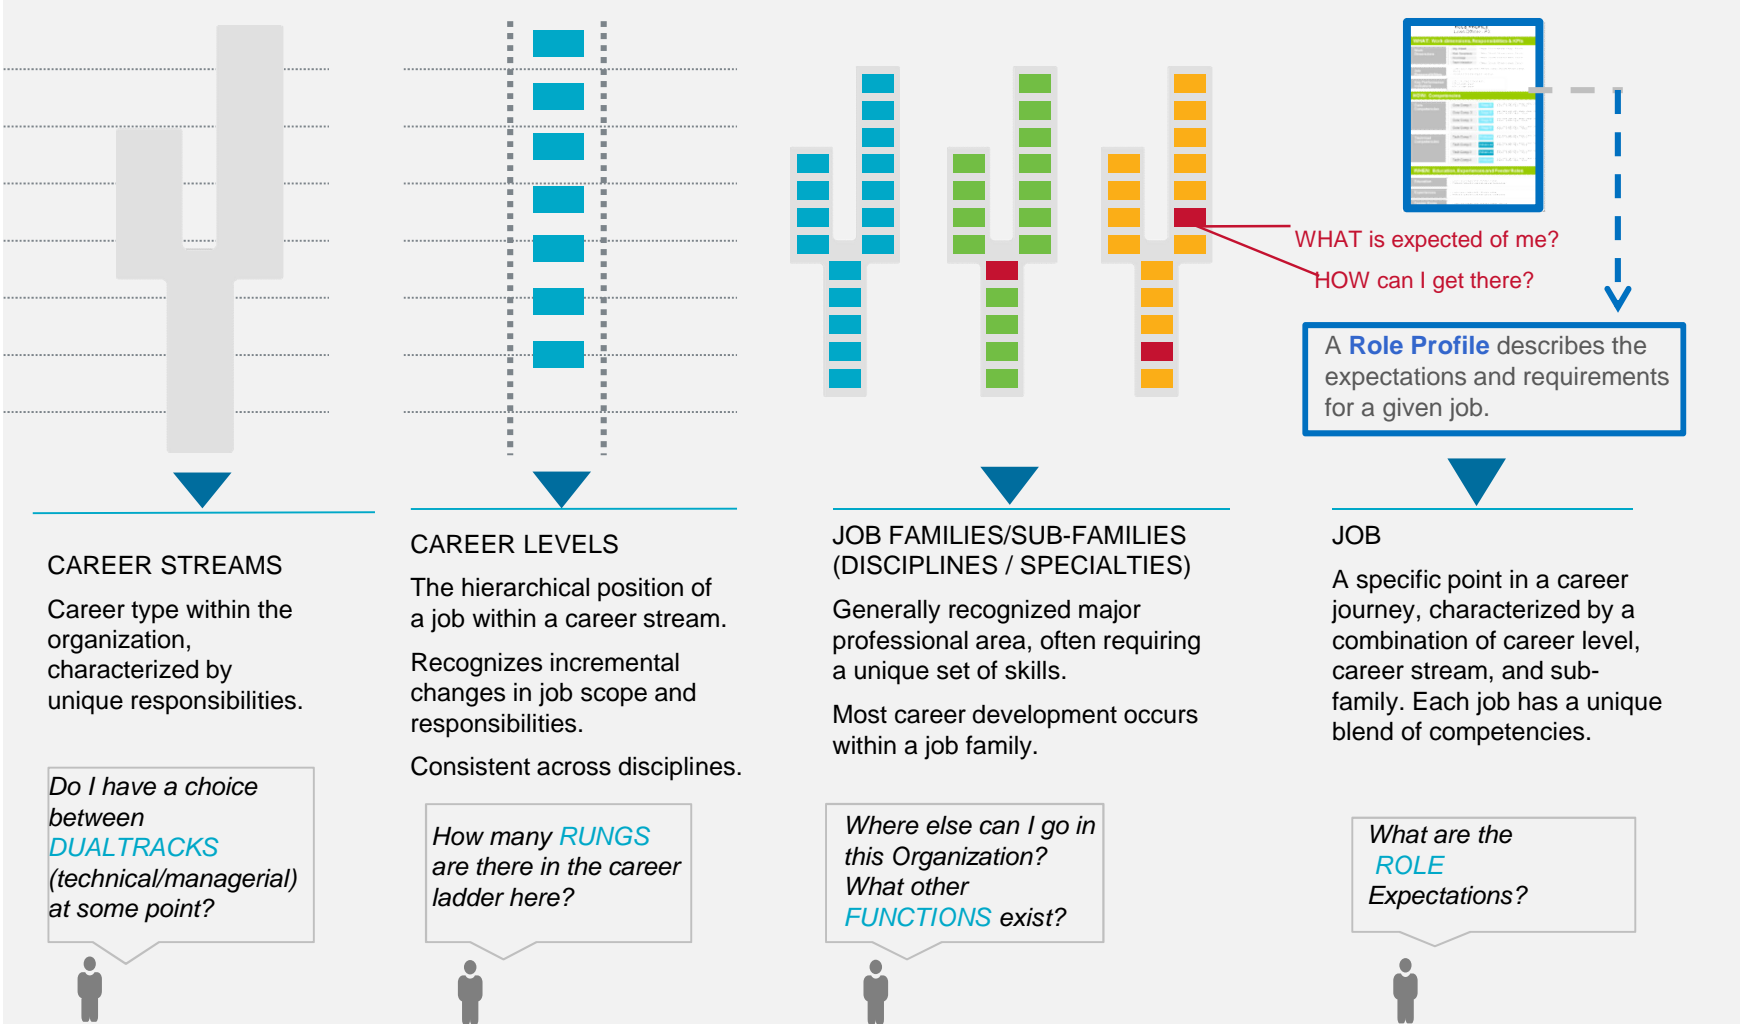 WHAT is expected of me?
HOW can I get there?
A Role Profile describes the
expectations and requirements
for a given job.
CAREER STREAMS
Career type within the
organization,
characterized by
unique responsibilities.
Do I have a choice
between
DUALTRACKS
(technical/managerial)
at some point?
CAREER LEVELS
The hierarchical position of
a job within a career stream.
Recognizes incremental
changes in job scope and
responsibilities.
Consistent across disciplines.
How many RUNGS
are there in the career
ladder here?
JOB FAMILIES/SUB-FAMILIES
(DISCIPLINES / SPECIALTIES)
Generally recognized major
professional area, often requiring
a unique set of skills.
Most career development occurs
within a job family.
Where else can I go in
this Organization?
What other
FUNCTIONS exist?
JOB
A specific point in a career
journey, characterized by a
combination of career level,
career stream, and sub-
family. Each job has a unique
blend of competencies.
What are the
ROLE
Expectations?